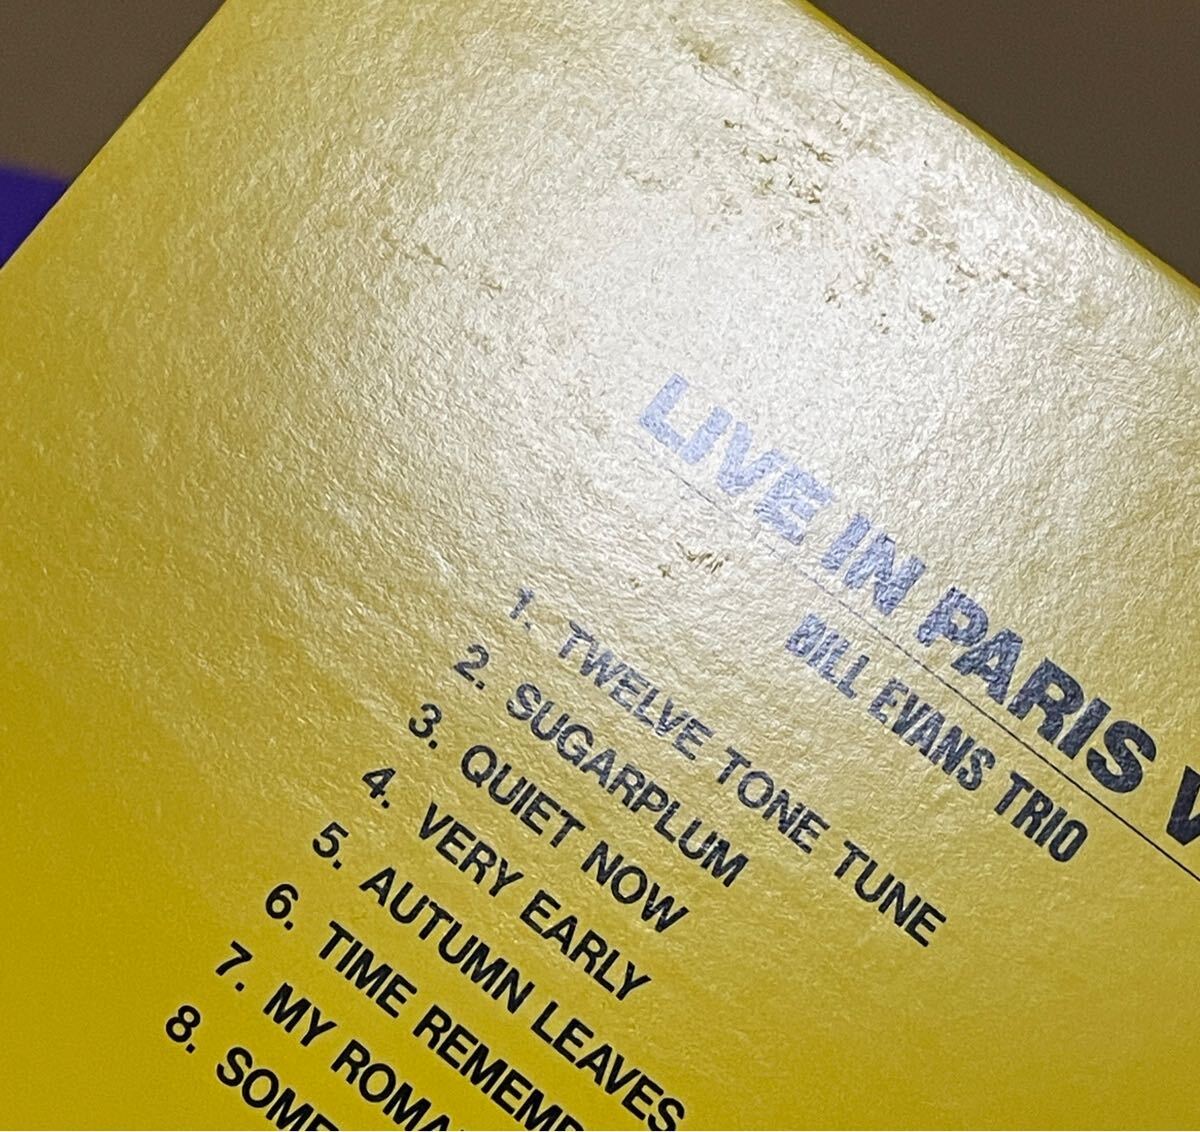 LIVE IN PARIS
BILL EVANS TRIO
1. TWELVE TONE TUNE
2. SUGARPLUM
3. QUIET NOW
4. VERY EARLY
5. AUTUMN LEAVES
6. TIME
7. MY
8.